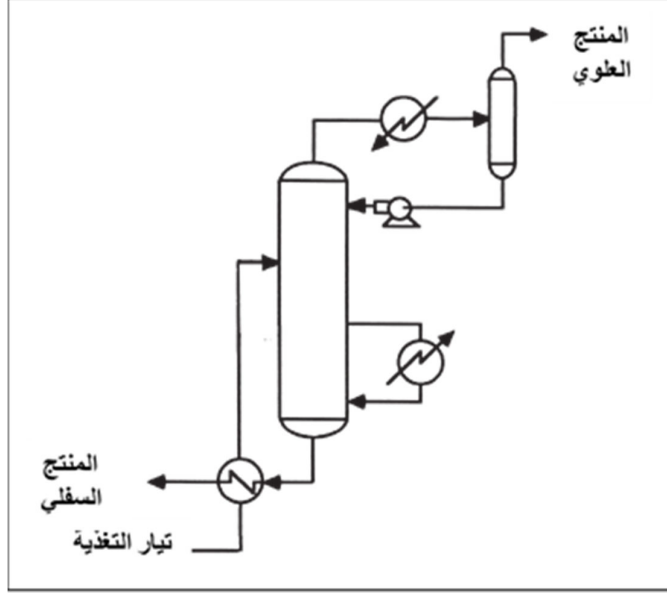 المنتج
العلوي
المنتج
السفلي
تيار التغذية